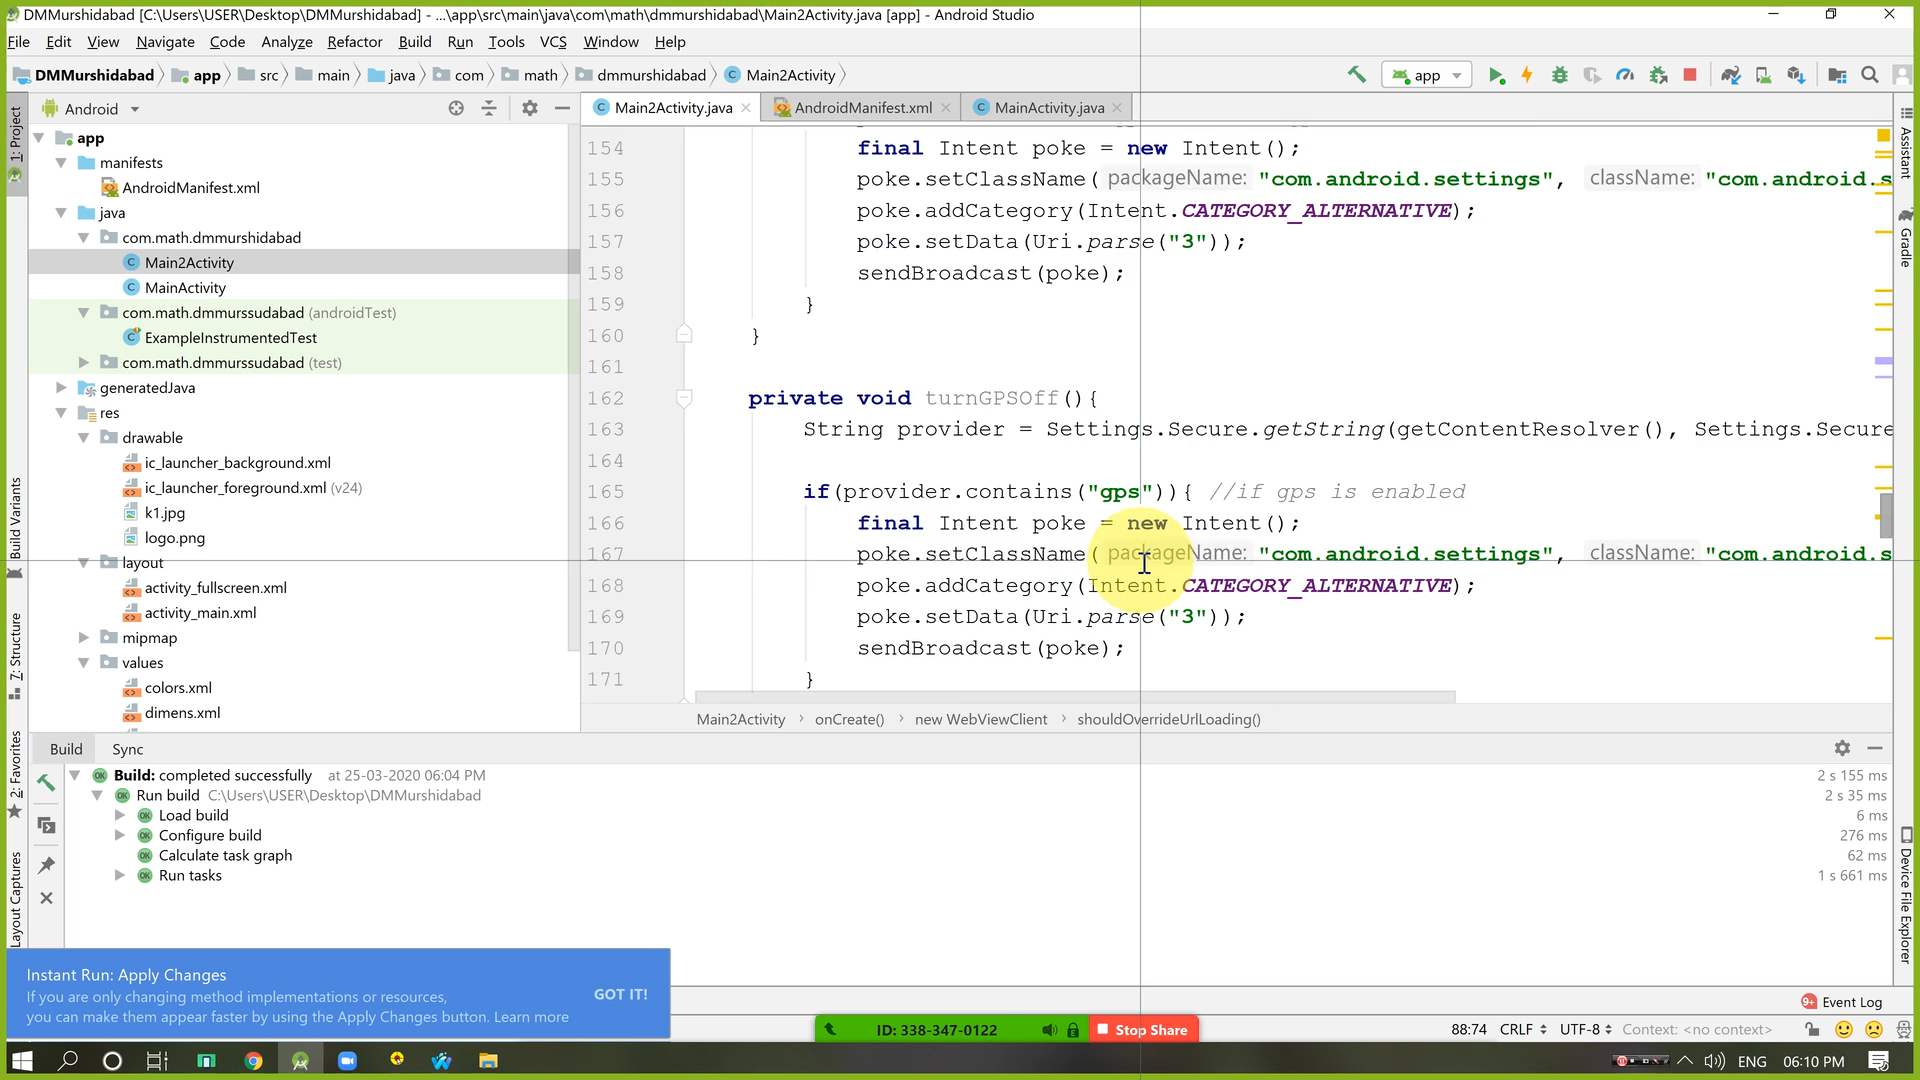 DMMurshidabad [C:\Users\USER\Desktop\DMMurshidabad] - ...\app\src\main\java\com\math\dmmurshidabad\Main2Activity.java [app] - Android Studio
File Edit View Navigate Code Analyze Refactor Build Run Tools VCS Window Help
DMMurshidabad app src main java com math dmmurshidabad Main2Activity
app
Android
Main2Activity.java AndroidManifest.xml MainActivity.java
1: Project
Build Variants
7: Structure
2: Favorites
Layout Captures
app
manifests
AndroidManifest.xml
java
com.math.dmmurshidabad
Main2Activity
MainActivity
com.math.dmmurssudabad (androidTest)
ExampleInstrumentedTest
com.math.dmmurssudabad (test)
generatedJava
res
drawable
ic_launcher_background.xml
ic_launcher_foreground.xml (v24)
k1.jpg
logo.png
layout
activity_fullscreen.xml
activity_main.xml
mipmap
values
colors.xml
dimens.xml
154 final Intent poke = new Intent();
155 poke.setClassName( packageName: "com.android.settings", className: "com.android.s
156 poke.addCategory(Intent.CATEGORY_ALTERNATIVE);
157 poke.setData(Uri.parse("3"));
158 sendBroadcast(poke);
159 }
160 }
161
162 private void turnGPSOff(){
163 String provider = Settings.Secure.getString(getContentResolver(), Settings.Secure
164
165 if(provider.contains("gps")){ //if gps is enabled
166 final Intent poke = new Intent();
167 poke.setClassName( packageName: "com.android.settings", className: "com.android.s
168 poke.addCategory(Intent.CATEGORY_ALTERNATIVE);
169 poke.setData(Uri.parse("3"));
170 sendBroadcast(poke);
171 }
Main2Activity onCreate() new WebViewClient shouldOverrideUrlLoading()
Assistant
Gradle
Device File Explorer
Build Sync
Build: completed successfully at 25-03-2020 06:04 PM 2 s 155 ms
Run build C:\Users\USER\Desktop\DMMurshidabad 2 s 35 ms
Load build 6 ms
Configure build 276 ms
Calculate task graph 62 ms
Run tasks 1 s 661 ms
Instant Run: Apply Changes
If you are only changing method implementations or resources,
you can make them appear faster by using the Apply Changes button. Learn more
GOT IT!
9+ Event Log
ID: 338-347-0122 Stop Share
88:74 CRLF UTF-8 Context: <no context>
ENG 06:10 PM